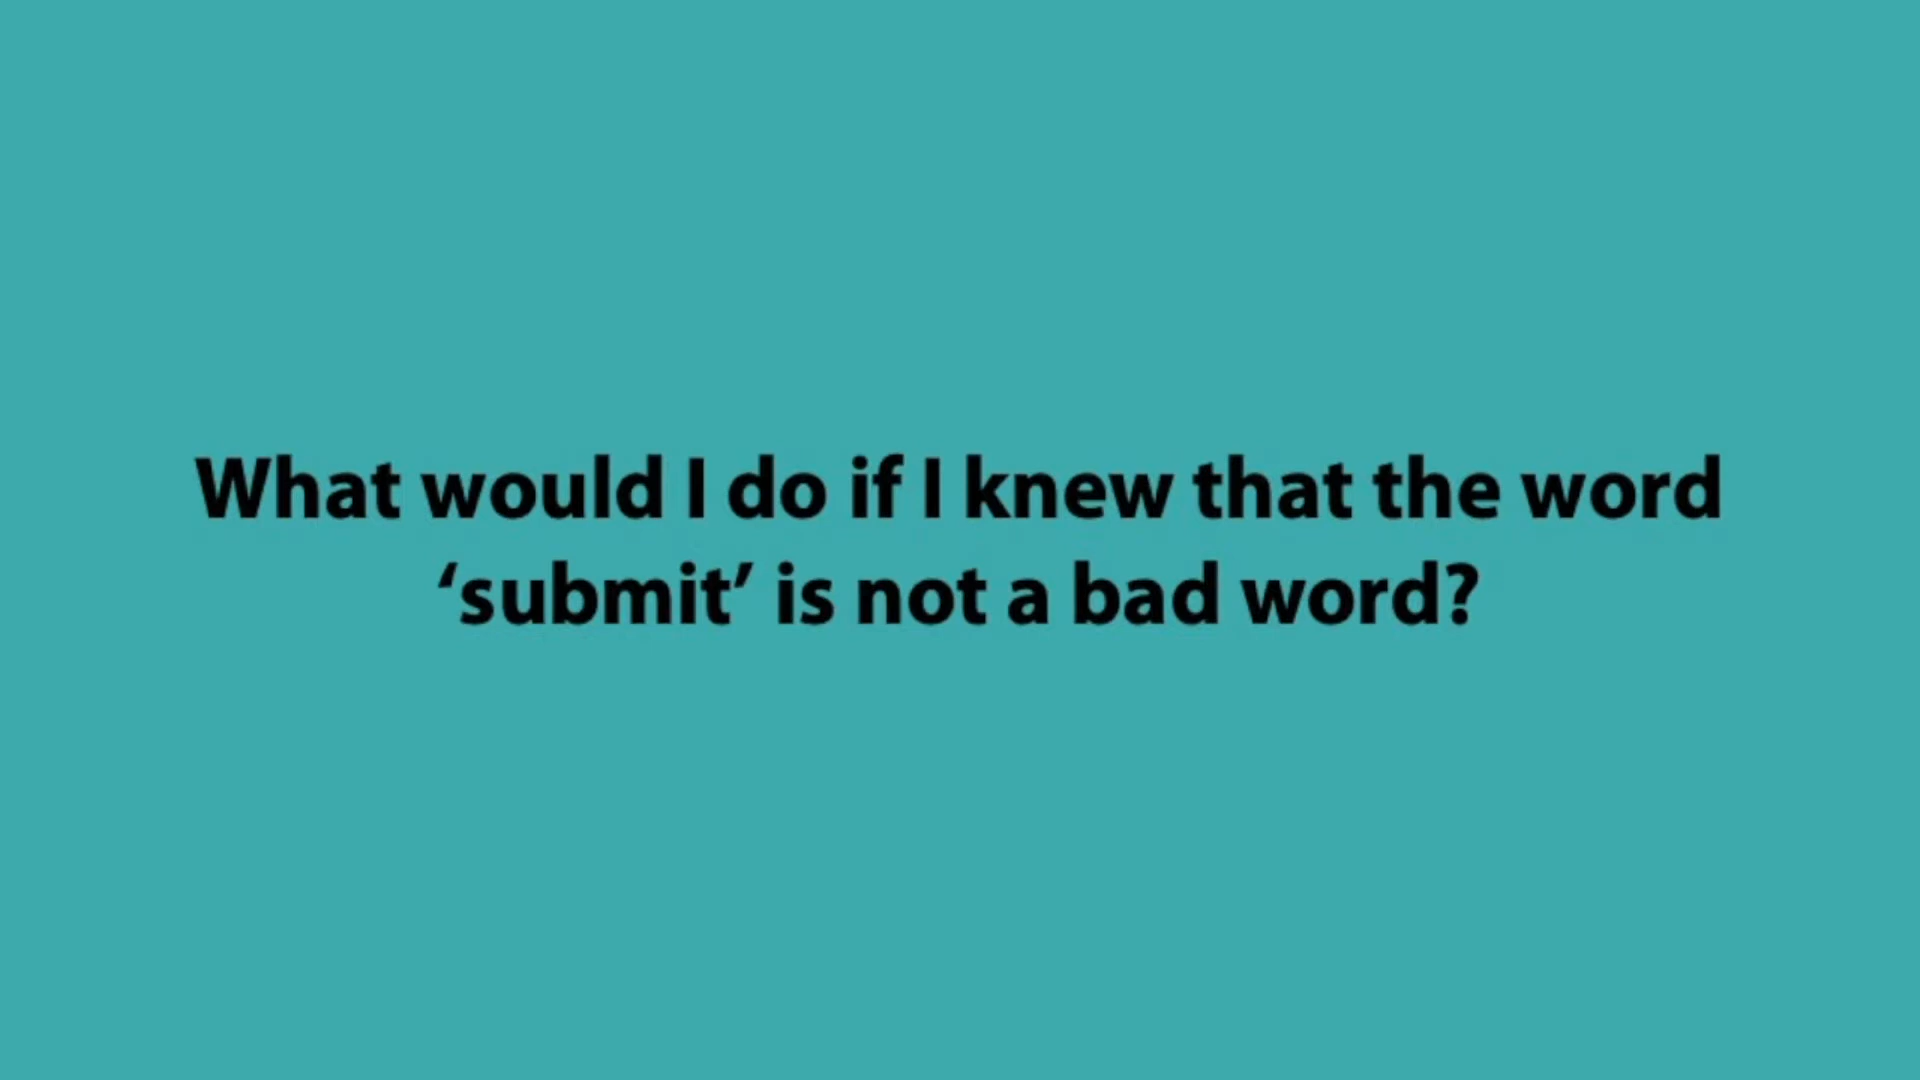 What would I do if I knew that the word
‘submit’ is not a bad word?